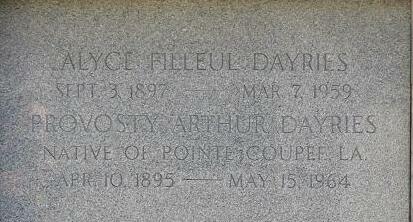 ALYCE FILLEUL DAYRIES
SEPT. 3, 1897 — MAR. 7, 1959
PROVOSTY ARTHUR DAYRIES
NATIVE OF POINTE COUPEE, LA.
APR. 10, 1895 — MAY 15, 1964